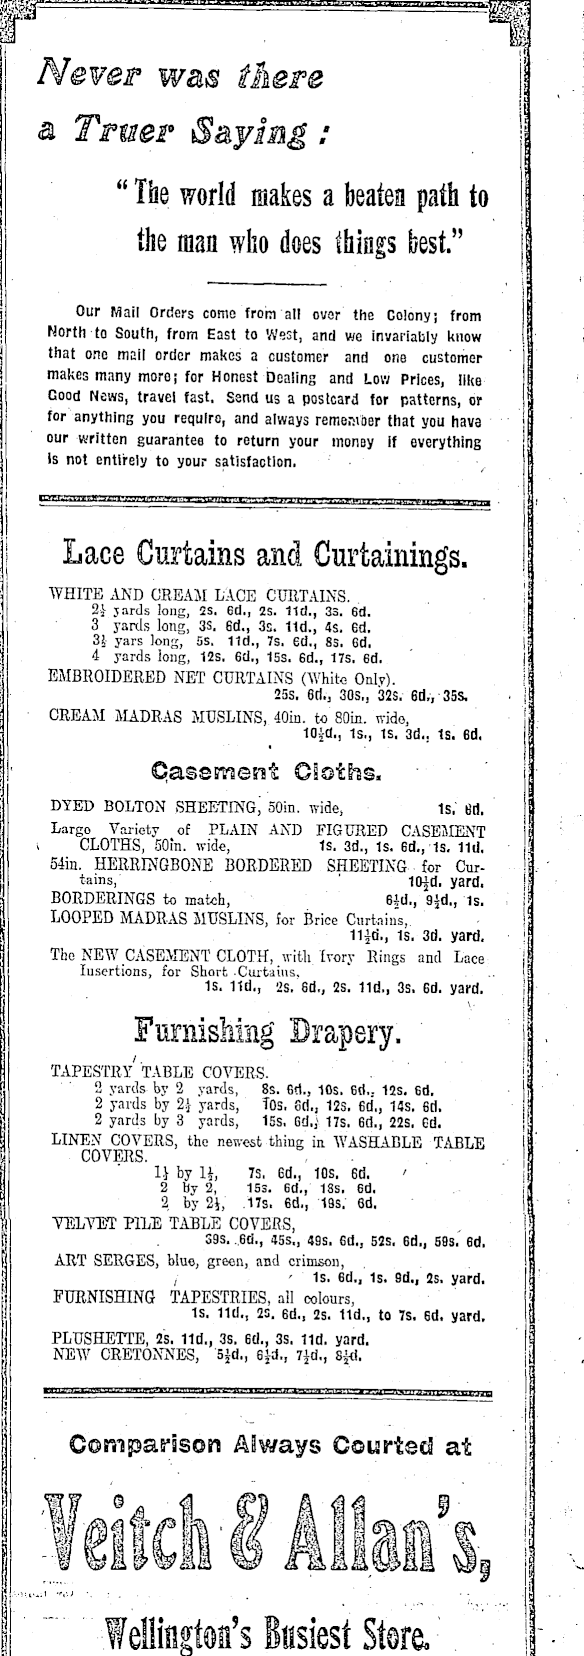 Never was there
a Truer Saying:
"The world makes a beaten path to
the man who does things best."
Our Mail Orders come from all over the Colony; from
North to South, from East to West, and we invariably know
that one mail order makes a customer and one customer
makes many more; for Honest Dealing and Low Prices, like
Good News, travel fast. Send us a postcard for patterns, or
for anything you require, and always remember that you have
our written guarantee to return your money if everything
is not entirely to your satisfaction.
Lace Curtains and Curtainings.
WHITE AND CREAM LACE CURTAINS.
2½ yards long, 2s. 6d., 2s. 11d., 3s. 6d.
3 yards long, 3s. 6d., 3s. 11d., 4s. 6d.
3½ yars long, 5s. 11d., 7s. 6d., 8s. 6d.
4 yards long, 12s. 6d., 15s. 6d., 17s. 6d.
EMBROIDERED NET CURTAINS (White Only).
25s. 6d., 30s., 32s. 6d., 35s.
CREAM MADRAS MUSLINS, 40in. to 80in. wide,
10½d., 1s., 1s. 3d., 1s. 6d.
Casement Cloths.
DYED BOLTON SHEETING, 50in. wide, 1s. 6d.
Large Variety of PLAIN AND FIGURED CASEMENT
CLOTHS, 50in. wide, 1s. 3d., 1s. 6d., 1s. 11d.
54in. HERRINGBONE BORDERED SHEETING for Cur-
tains, 10½d. yard.
BORDERINGS to match, 6½d., 9½d., 1s.
LOOPED MADRAS MUSLINS, for Brice Curtains,
11½d., 1s. 3d. yard.
The NEW CASEMENT CLOTH, with Ivory Rings and Lace
Insertions, for Short Curtains,
1s. 11d., 2s. 6d., 2s. 11d., 3s. 6d. yard.
Furnishing Drapery.
TAPESTRY TABLE COVERS.
2 yards by 2 yards, 8s. 6d., 10s. 6d., 12s. 6d.
2 yards by 2½ yards, 10s. 6d., 12s. 6d., 14s. 6d.
2 yards by 3 yards, 15s. 6d., 17s. 6d., 22s. 6d.
LINEN COVERS, the newest thing in WASHABLE TABLE
COVERS.
1½ by 1½, 7s. 6d., 10s. 6d.
2 by 2, 15s. 6d., 18s. 6d.
2 by 2½, 17s. 6d., 19s. 6d.
VELVET PILE TABLE COVERS,
39s. 6d., 45s., 49s. 6d., 52s. 6d., 59s. 6d.
ART SERGES, blue, green, and crimson,
1s. 6d., 1s. 9d., 2s. yard.
FURNISHING TAPESTRIES, all colours,
1s. 11d., 2s. 6d., 2s. 11d., to 7s. 6d. yard.
PLUSHETTE, 2s. 11d., 3s. 6d., 3s. 11d. yard.
NEW CRETONNES, 5½d., 6½d., 7½d., 8½d.
Comparison Always Courted at
Veitch & Allan's,
Wellington's Busiest Store.